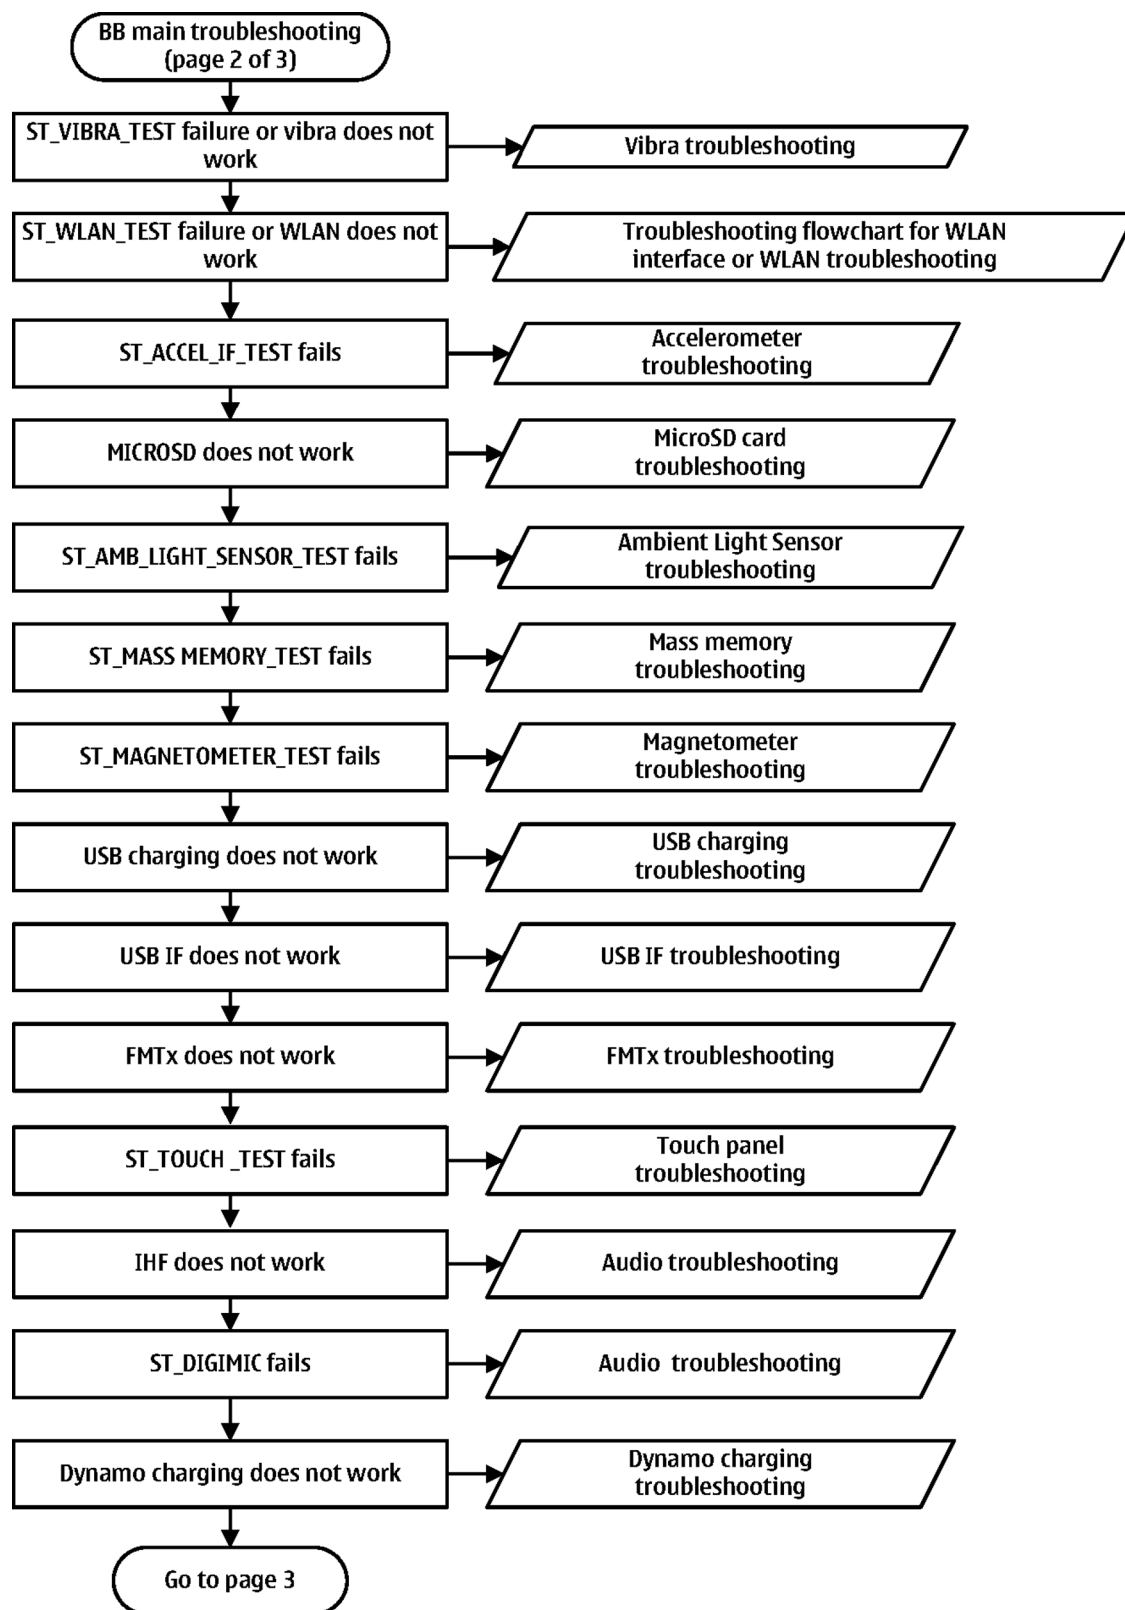 BB main troubleshooting
(page 2 of 3)
ST_VIBRA_TEST failure or vibra does not
work
Vibra troubleshooting
ST_WLAN_TEST failure or WLAN does not
work
Troubleshooting flowchart for WLAN
interface or WLAN troubleshooting
ST_ACCEL_IF_TEST fails
Accelerometer
troubleshooting
MICROSD does not work
MicroSD card
troubleshooting
ST_AMB_LIGHT_SENSOR_TEST fails
Ambient Light Sensor
troubleshooting
ST_MASS MEMORY_TEST fails
Mass memory
troubleshooting
ST_MAGNETOMETER_TEST fails
Magnetometer
troubleshooting
USB charging does not work
USB charging
troubleshooting
USB IF does not work
USB IF troubleshooting
FMTx does not work
FMTx troubleshooting
ST_TOUCH _TEST fails
Touch panel
troubleshooting
IHF does not work
Audio troubleshooting
ST_DIGIMIC fails
Audio  troubleshooting
Dynamo charging does not work
Dynamo charging
troubleshooting
Go to page 3